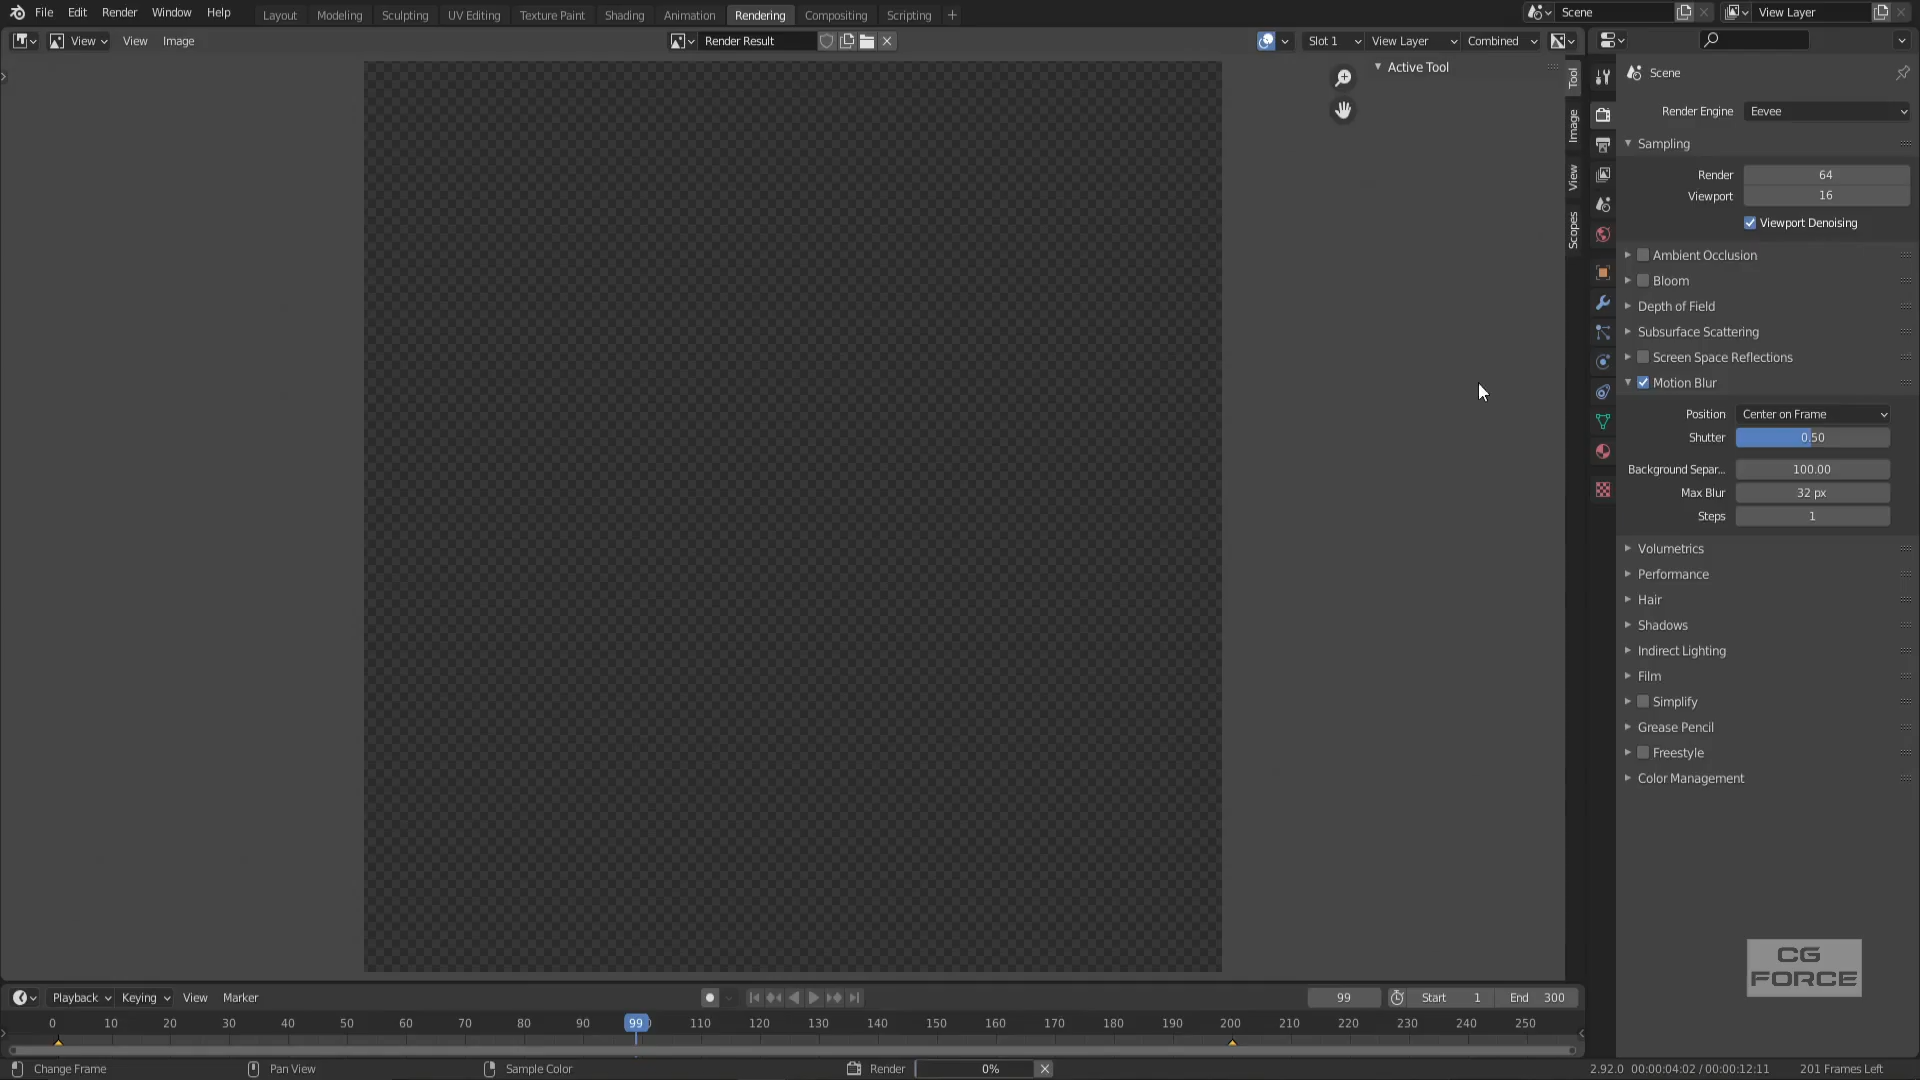 File Edit Render Window Help
Layout Modeling Sculpting UV Editing Texture Paint Shading Animation Rendering Compositing Scripting +
Scene
View Layer
View View Image
Render Result
Slot 1 View Layer Combined
Active Tool
Tool
Image
View
Scopes
Scene
Render Engine Eevee
Sampling
Render 64
Viewport 16
Viewport Denoising
Ambient Occlusion
Bloom
Depth of Field
Subsurface Scattering
Screen Space Reflections
Motion Blur
Position Center on Frame
Shutter 0.50
Background Separ... 100.00
Max Blur 32 px
Steps 1
Volumetrics
Performance
Hair
Shadows
Indirect Lighting
Film
Simplify
Grease Pencil
Freestyle
Color Management
CG
FORCE
Playback Keying View Marker
99 Start 1 End 300
0 10 20 30 40 50 60 70 80 90 99 110 120 130 140 150 160 170 180 190 200 210 220 230 240 250
Change Frame Pan View Sample Color Render 0% 2.92.0 00:00:04:02 / 00:00:12:11 201 Frames Left